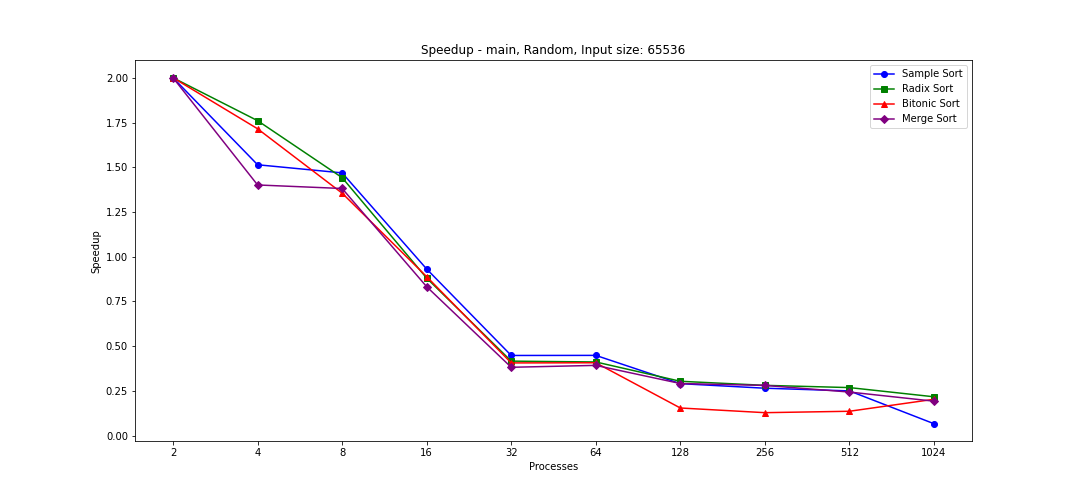 Speedup - main, Random, Input size: 65536
Sample Sort
Radix Sort
Bitonic Sort
Merge Sort
Speedup
2.00
1.75
1.50
1.25
1.00
0.75
0.50
0.25
0.00
2 4 8 16 32 64 128 256 512 1024
Processes